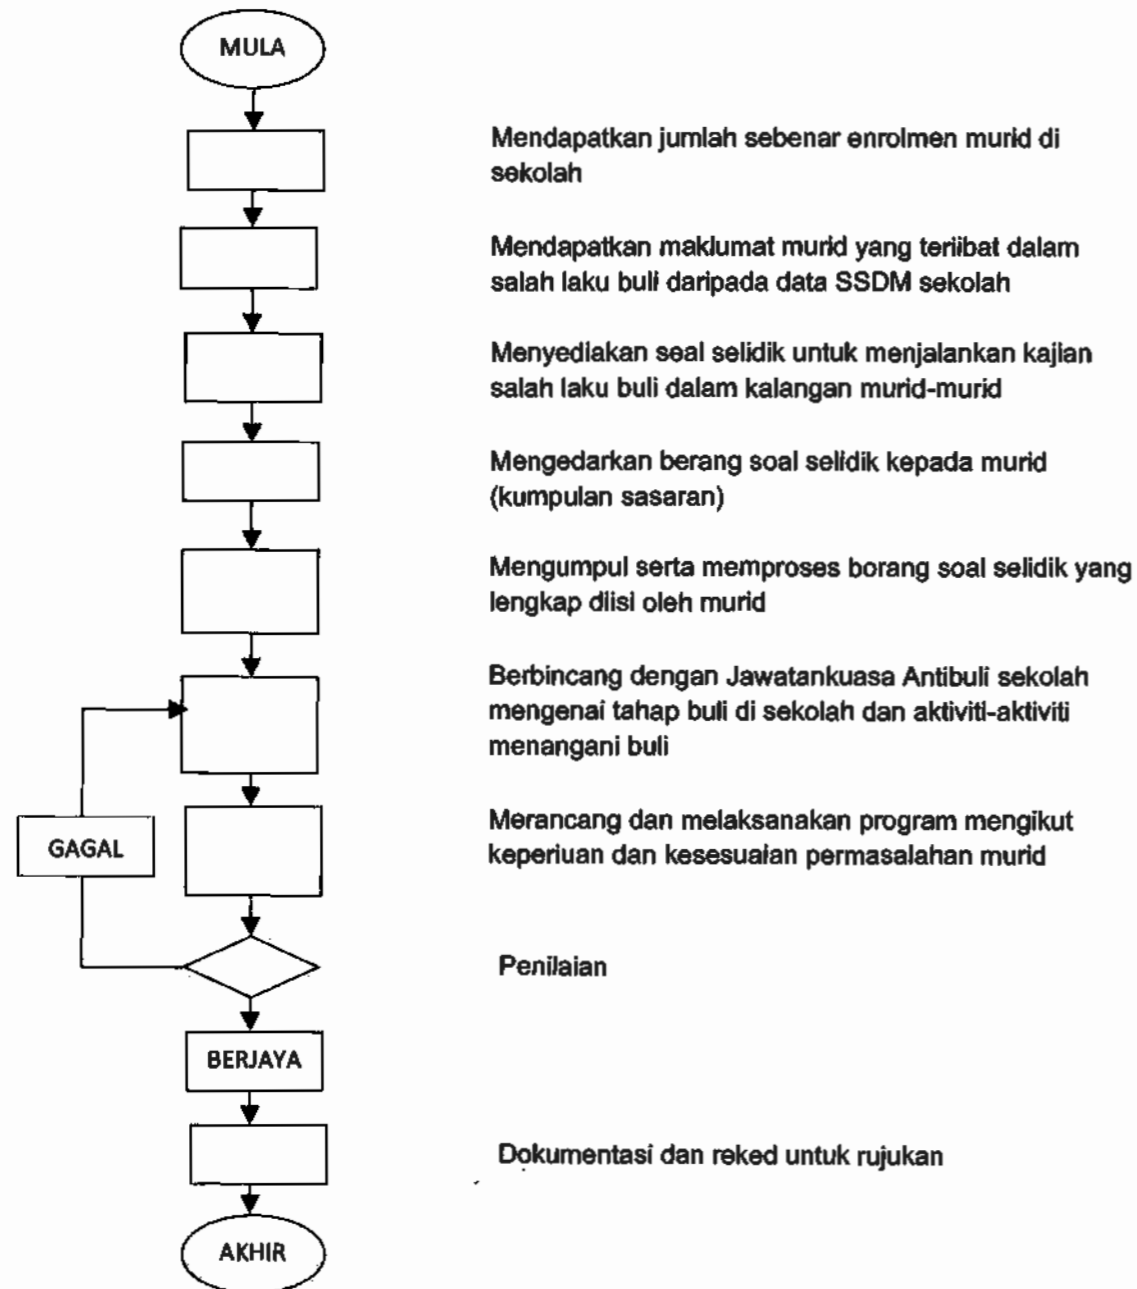 MULA
Mendapatkan jumlah sebenar enrolmen murid di
sekolah
Mendapatkan maklumat murid yang terlibat dalam
salah laku buli daripada data SSDM sekolah
Menyediakan seal selidik untuk menjalankan kajian
salah laku buli dalam kalangan murid-murid
Mengedarkan berang soal selidik kepada murid
(kumpulan sasaran)
Mengumpul serta memproses borang soal selidik yang
lengkap diisi oleh murid
Berbincang dengan Jawatankuasa Antibuli sekolah
mengenai tahap buli di sekolah dan aktiviti-aktiviti
menangani buli
Merancang dan melaksanakan program mengikut
keperluan dan kesesuaian permasalahan murid
GAGAL
Penilaian
BERJAYA
Dokumentasi dan reked untuk rujukan
AKHIR